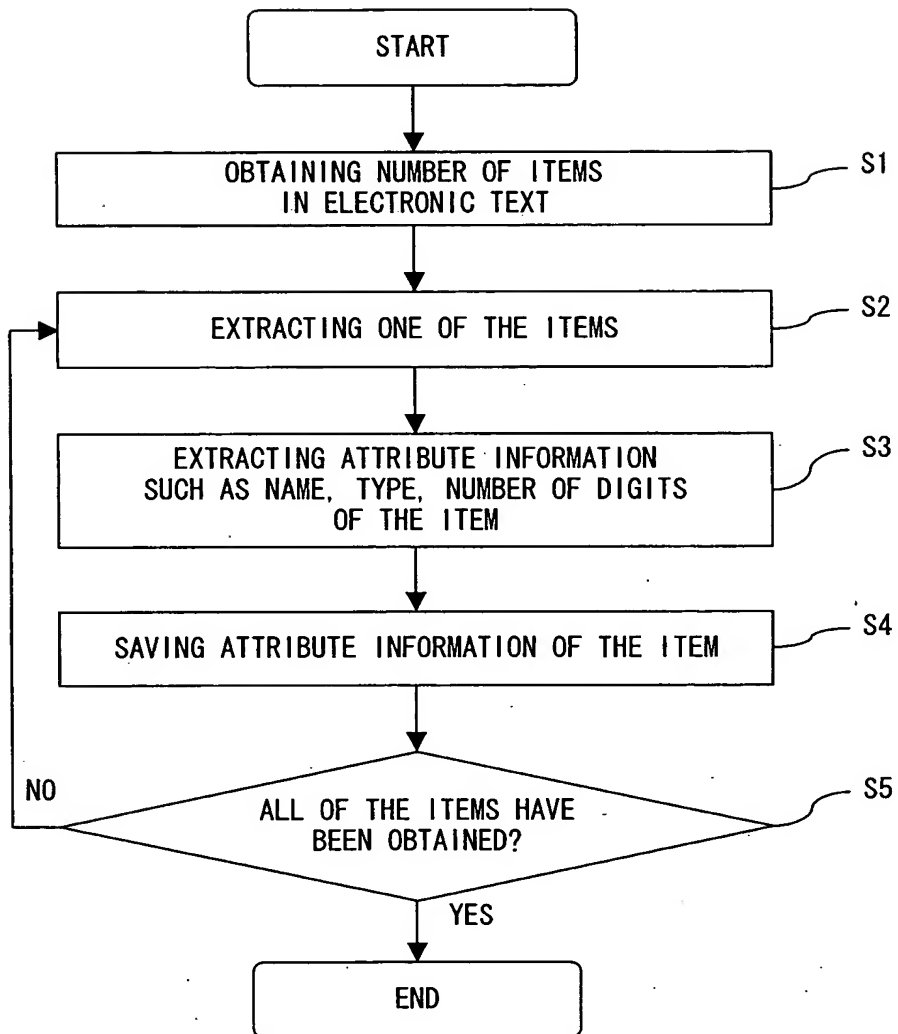 START
OBTAINING NUMBER OF ITEMS
IN ELECTRONIC TEXT
S1
EXTRACTING ONE OF THE ITEMS
S2
EXTRACTING ATTRIBUTE INFORMATION
SUCH AS NAME, TYPE, NUMBER OF DIGITS
OF THE ITEM
S3
SAVING ATTRIBUTE INFORMATION OF THE ITEM
S4
NO
ALL OF THE ITEMS HAVE
BEEN OBTAINED?
S5
YES
END